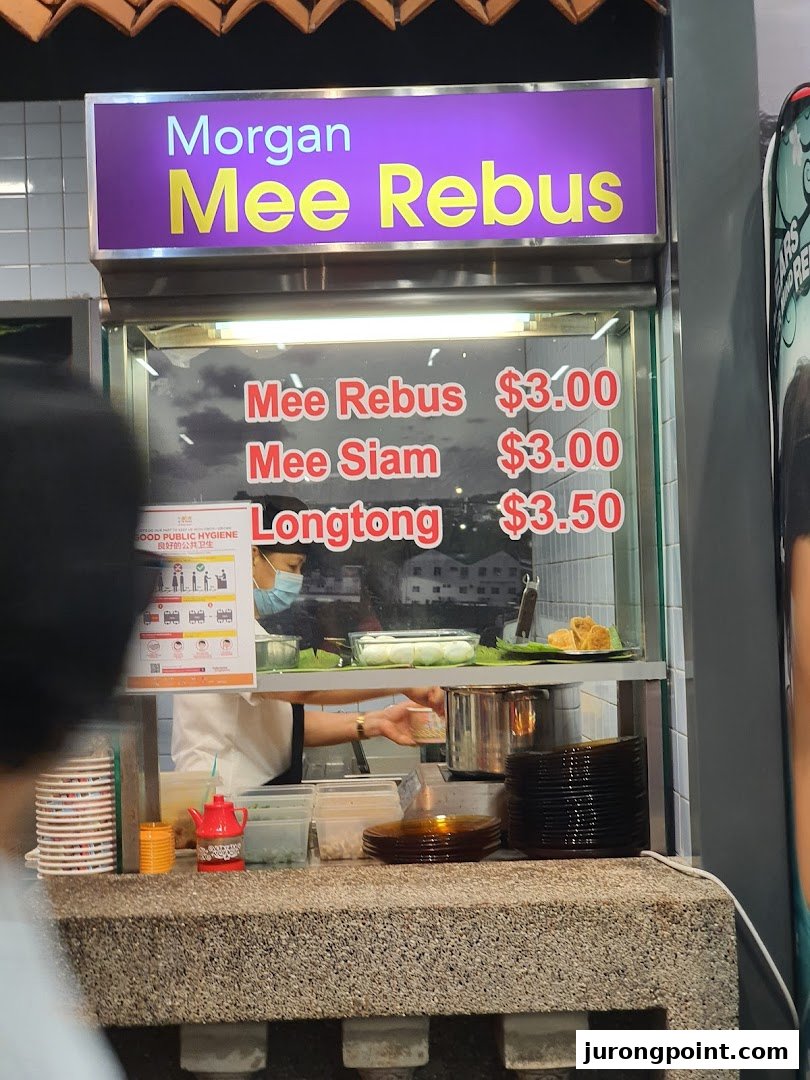 Morgan
Mee Rebus
Mee Rebus $3.00
Mee Siam $3.00
Longtong $3.50
GOOD PUBLIC HYGIENE
良好的公共卫生
jurongpoint.com